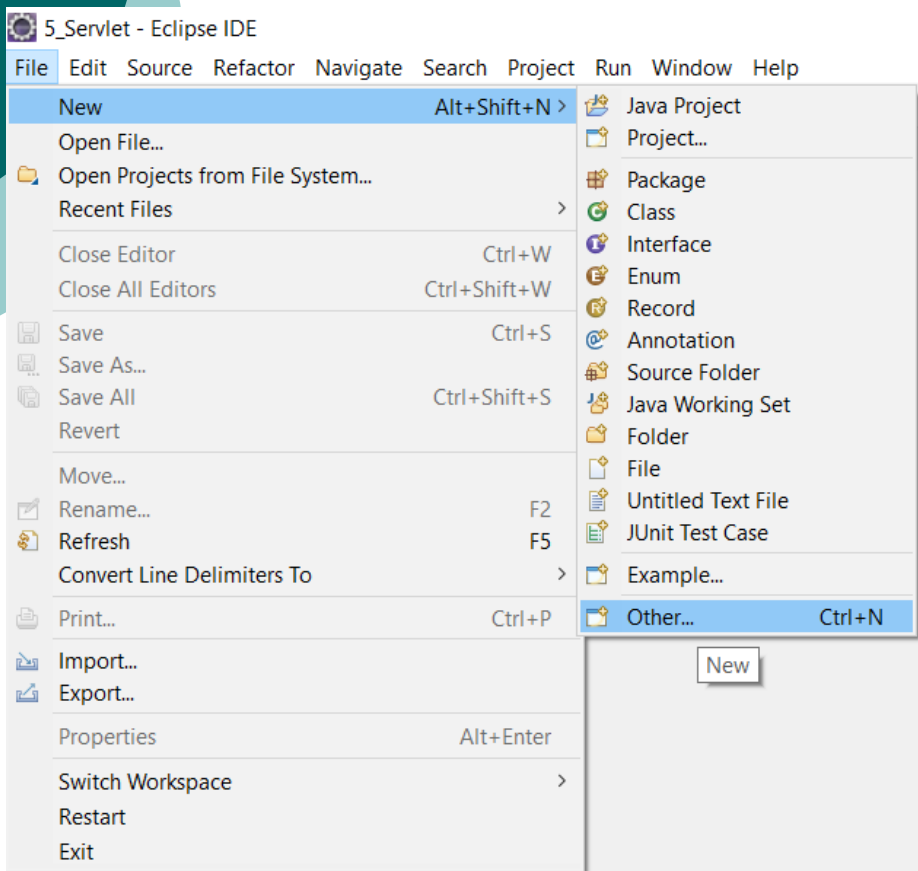 5_Servlet - Eclipse IDE
File Edit Source Refactor Navigate Search Project Run Window Help
New Alt+Shift+N >
Open File...
Open Projects from File System...
Recent Files >
Close Editor Ctrl+W
Close All Editors Ctrl+Shift+W
Save Ctrl+S
Save As...
Save All Ctrl+Shift+S
Revert
Move...
Rename... F2
Refresh F5
Convert Line Delimiters To >
Print... Ctrl+P
Import...
Export...
Properties Alt+Enter
Switch Workspace >
Restart
Exit
Java Project
Project...
Package
Class
Interface
Enum
Record
Annotation
Source Folder
Java Working Set
Folder
File
Untitled Text File
JUnit Test Case
Example...
Other... Ctrl+N
New